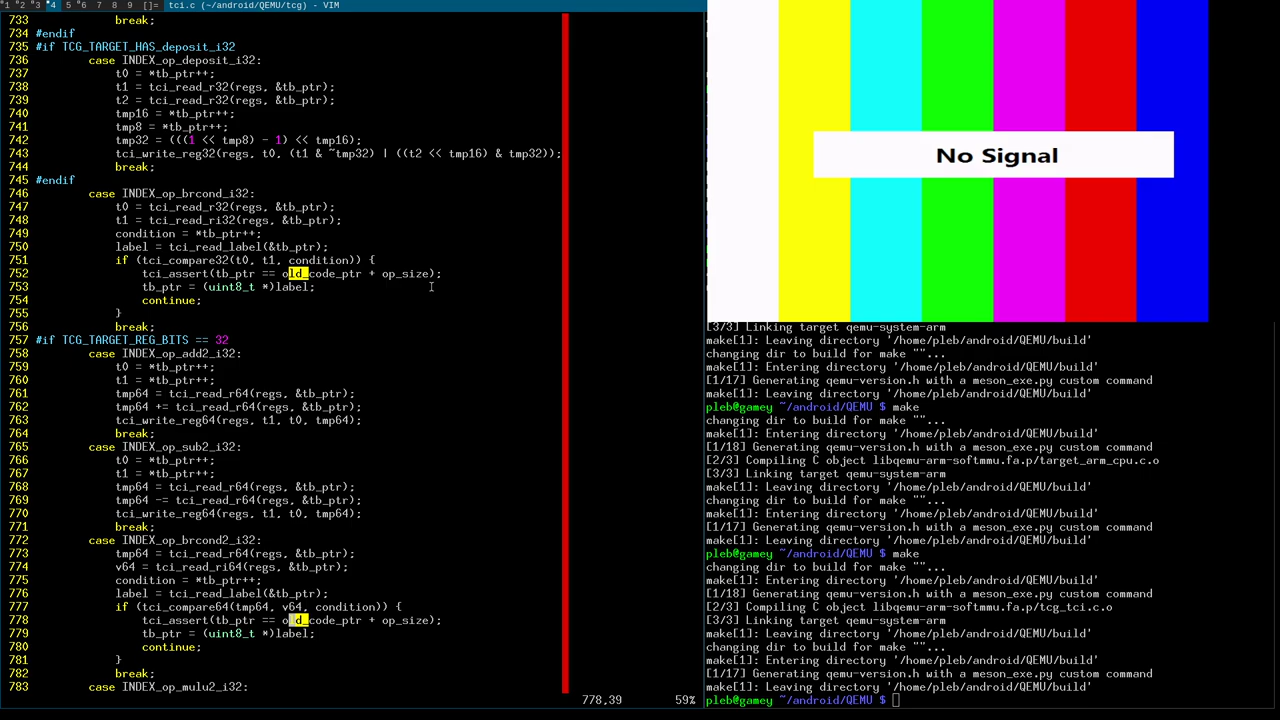 °1 °2 °3 °4 5 °6 7 8 9 []= tci.c (~/android/QEMU/tcg) - VIM
733             break;
734 #endif
735 #if TCG_TARGET_HAS_deposit_i32
736         case INDEX_op_deposit_i32:
737             t0 = *tb_ptr++;
738             t1 = tci_read_r32(regs, &tb_ptr);
739             t2 = tci_read_r32(regs, &tb_ptr);
740             tmp16 = *tb_ptr++;
741             tmp8 = *tb_ptr++;
742             tmp32 = (((1 << tmp8) - 1) << tmp16);
743             tci_write_reg32(regs, t0, (t1 & ~tmp32) | ((t2 << tmp16) & tmp32));
744             break;
745 #endif
746         case INDEX_op_brcond_i32:
747             t0 = tci_read_r32(regs, &tb_ptr);
748             t1 = tci_read_ri32(regs, &tb_ptr);
749             condition = *tb_ptr++;
750             label = tci_read_label(&tb_ptr);
751             if (tci_compare32(t0, t1, condition)) {
752                 tci_assert(tb_ptr == old_code_ptr + op_size);
753                 tb_ptr = (uint8_t *)label;
754                 continue;
755             }
756             break;
757 #if TCG_TARGET_REG_BITS == 32
758         case INDEX_op_add2_i32:
759             t0 = *tb_ptr++;
760             t1 = *tb_ptr++;
761             tmp64 = tci_read_r64(regs, &tb_ptr);
762             tmp64 += tci_read_r64(regs, &tb_ptr);
763             tci_write_reg64(regs, t1, t0, tmp64);
764             break;
765         case INDEX_op_sub2_i32:
766             t0 = *tb_ptr++;
767             t1 = *tb_ptr++;
768             tmp64 = tci_read_r64(regs, &tb_ptr);
769             tmp64 -= tci_read_r64(regs, &tb_ptr);
770             tci_write_reg64(regs, t1, t0, tmp64);
771             break;
772         case INDEX_op_brcond2_i32:
773             tmp64 = tci_read_r64(regs, &tb_ptr);
774             v64 = tci_read_ri64(regs, &tb_ptr);
775             condition = *tb_ptr++;
776             label = tci_read_label(&tb_ptr);
777             if (tci_compare64(tmp64, v64, condition)) {
778                 tci_assert(tb_ptr == old_code_ptr + op_size);
779                 tb_ptr = (uint8_t *)label;
780                 continue;
781             }
782             break;
783         case INDEX_op_mulu2_i32:
778,39 59%
No Signal
[3/3] Linking target qemu-system-arm
make[1]: Leaving directory '/home/pleb/android/QEMU/build'
changing dir to build for make ""...
make[1]: Entering directory '/home/pleb/android/QEMU/build'
[1/17] Generating qemu-version.h with a meson_exe.py custom command
make[1]: Leaving directory '/home/pleb/android/QEMU/build'
pleb@gamey ~/android/QEMU $ make
changing dir to build for make ""...
make[1]: Entering directory '/home/pleb/android/QEMU/build'
[1/18] Generating qemu-version.h with a meson_exe.py custom command
[2/3] Compiling C object libqemu-arm-softmmu.fa.p/target_arm_cpu.c.o
[3/3] Linking target qemu-system-arm
make[1]: Leaving directory '/home/pleb/android/QEMU/build'
changing dir to build for make ""...
make[1]: Entering directory '/home/pleb/android/QEMU/build'
[1/17] Generating qemu-version.h with a meson_exe.py custom command
make[1]: Leaving directory '/home/pleb/android/QEMU/build'
pleb@gamey ~/android/QEMU $ make
changing dir to build for make ""...
make[1]: Entering directory '/home/pleb/android/QEMU/build'
[1/18] Generating qemu-version.h with a meson_exe.py custom command
[2/3] Compiling C object libqemu-arm-softmmu.fa.p/tcg_tci.c.o
[3/3] Linking target qemu-system-arm
make[1]: Leaving directory '/home/pleb/android/QEMU/build'
changing dir to build for make ""...
make[1]: Entering directory '/home/pleb/android/QEMU/build'
[1/17] Generating qemu-version.h with a meson_exe.py custom command
make[1]: Leaving directory '/home/pleb/android/QEMU/build'
pleb@gamey ~/android/QEMU $